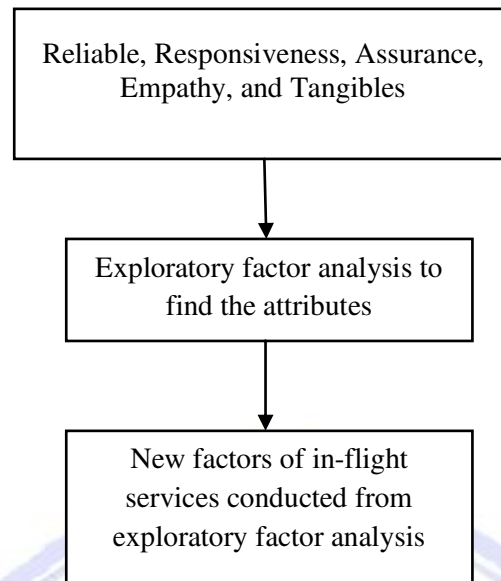 Reliable, Responsiveness, Assurance,
Empathy, and Tangibles
Exploratory factor analysis to
find the attributes
New factors of in-flight
services conducted from
exploratory factor analysis